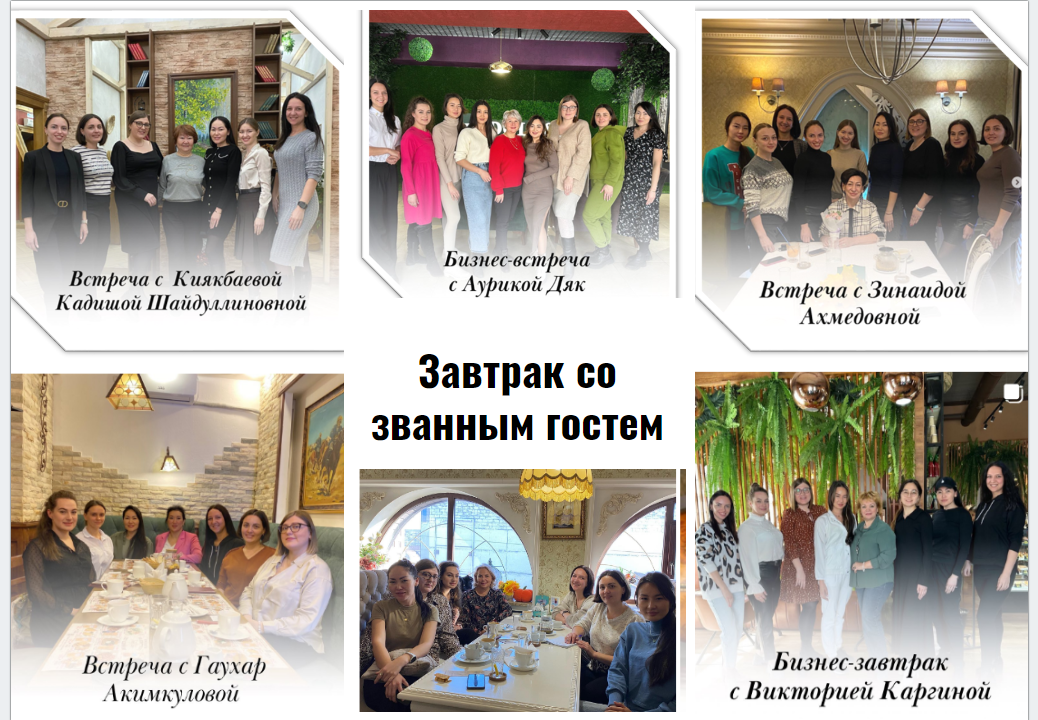 Встреча с Киякбаевой
Кадишой Шайдуллиновной
Бизнес-встреча
с Аурикой Дяк
Встреча с Зинаидой
Ахмедовной
Завтрак со
званным гостем
Встреча с Гаухар
Акимкуловой
Бизнес-завтрак
с Викторией Каргиной